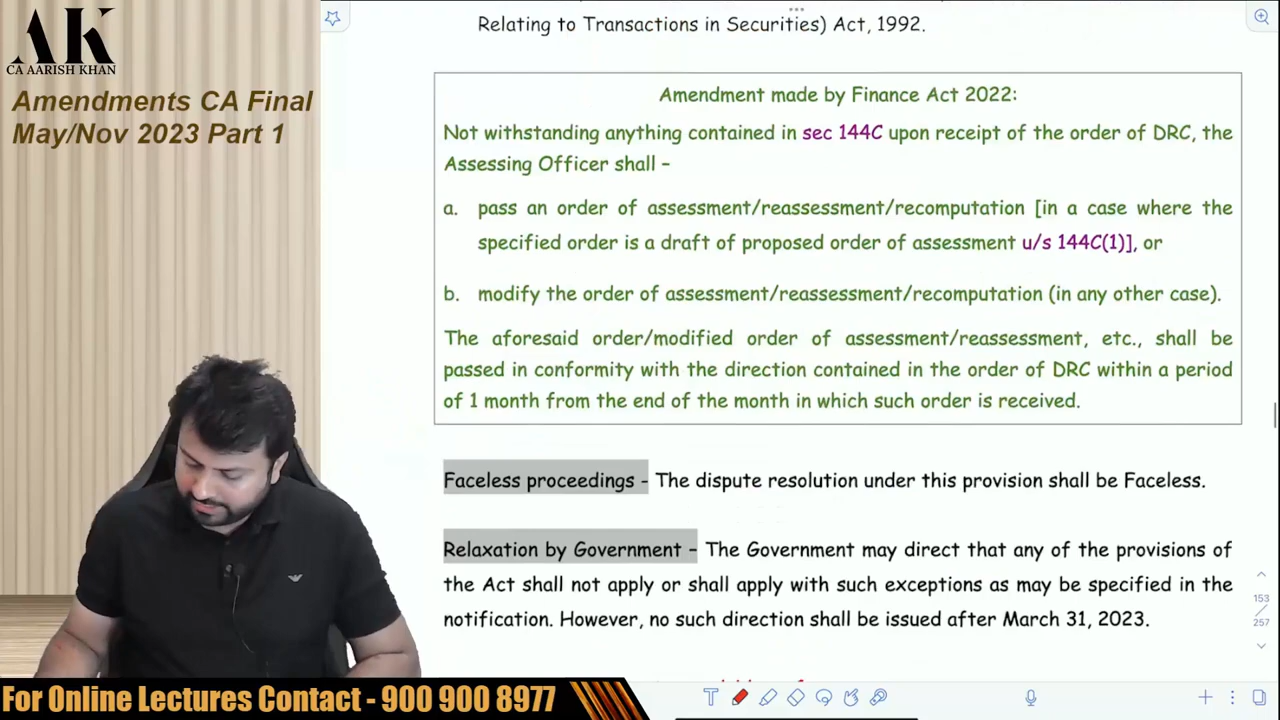 AK
CA AARISH KHAN
Amendments CA Final
May/Nov 2023 Part 1
Relating to Transactions in Securities) Act, 1992.
Amendment made by Finance Act 2022:
Not withstanding anything contained in sec 144C upon receipt of the order of DRC, the
Assessing Officer shall –
a. pass an order of assessment/reassessment/recomputation [in a case where the
specified order is a draft of proposed order of assessment u/s 144C(1)], or
b. modify the order of assessment/reassessment/recomputation (in any other case).
The aforesaid order/modified order of assessment/reassessment, etc., shall be
passed in conformity with the direction contained in the order of DRC within a period
of 1 month from the end of the month in which such order is received.
Faceless proceedings - The dispute resolution under this provision shall be Faceless.
Relaxation by Government – The Government may direct that any of the provisions of
the Act shall not apply or shall apply with such exceptions as may be specified in the
notification. However, no such direction shall be issued after March 31, 2023.
153
257
For Online Lectures Contact - 900 900 8977